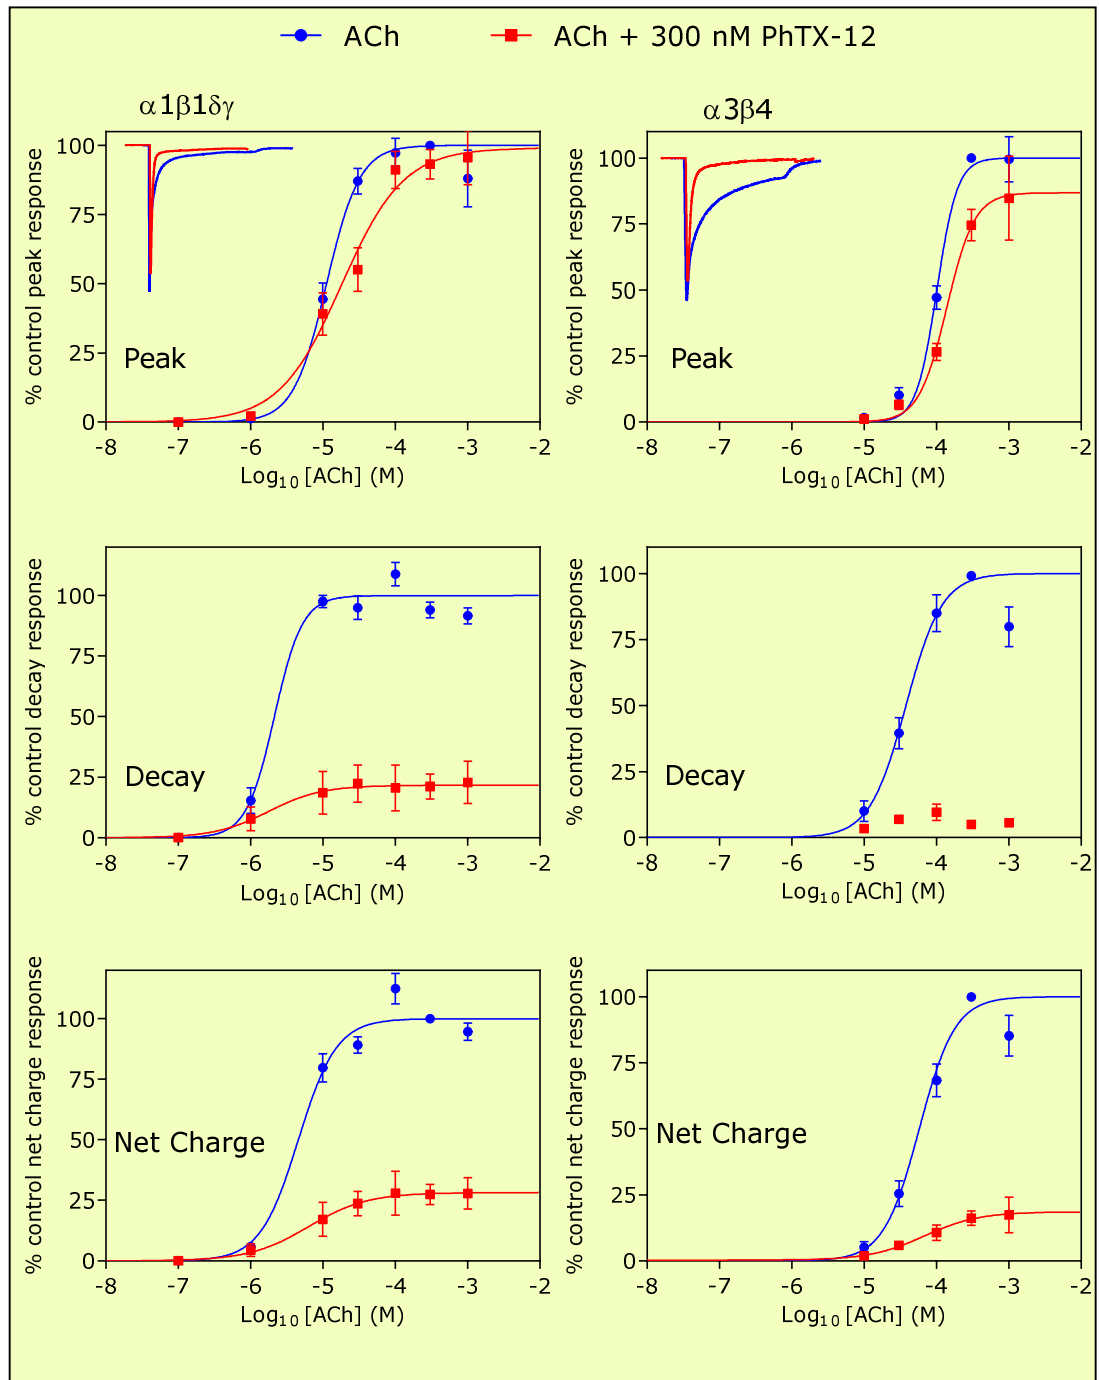 ACh ACh + 300 nM PhTX-12
α1β1δγ α3β4
% control peak response
100
75
50
25
0
Peak
-8 -7 -6 -5 -4 -3 -2
Log10 [ACh] (M)
% control peak response
100
75
50
25
0
Peak
-8 -7 -6 -5 -4 -3 -2
Log10 [ACh] (M)
% control decay response
100
75
50
25
0
Decay
-8 -7 -6 -5 -4 -3 -2
Log10 [ACh] (M)
% control decay response
100
75
50
25
0
Decay
-8 -7 -6 -5 -4 -3 -2
Log10 [ACh] (M)
% control net charge response
100
75
50
25
0
Net Charge
-8 -7 -6 -5 -4 -3 -2
Log10 [ACh] (M)
% control net charge response
100
75
50
25
0
Net Charge
-8 -7 -6 -5 -4 -3 -2
Log10 [ACh] (M)